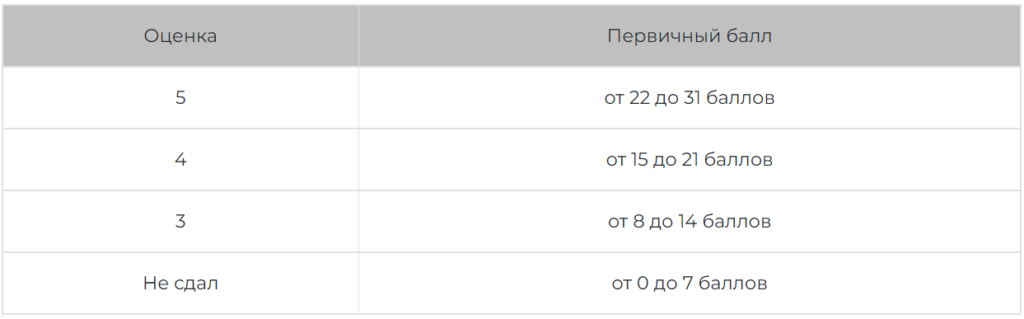 Оценка Первичный балл
5 от 22 до 31 баллов
4 от 15 до 21 баллов
3 от 8 до 14 баллов
Не сдал от 0 до 7 баллов